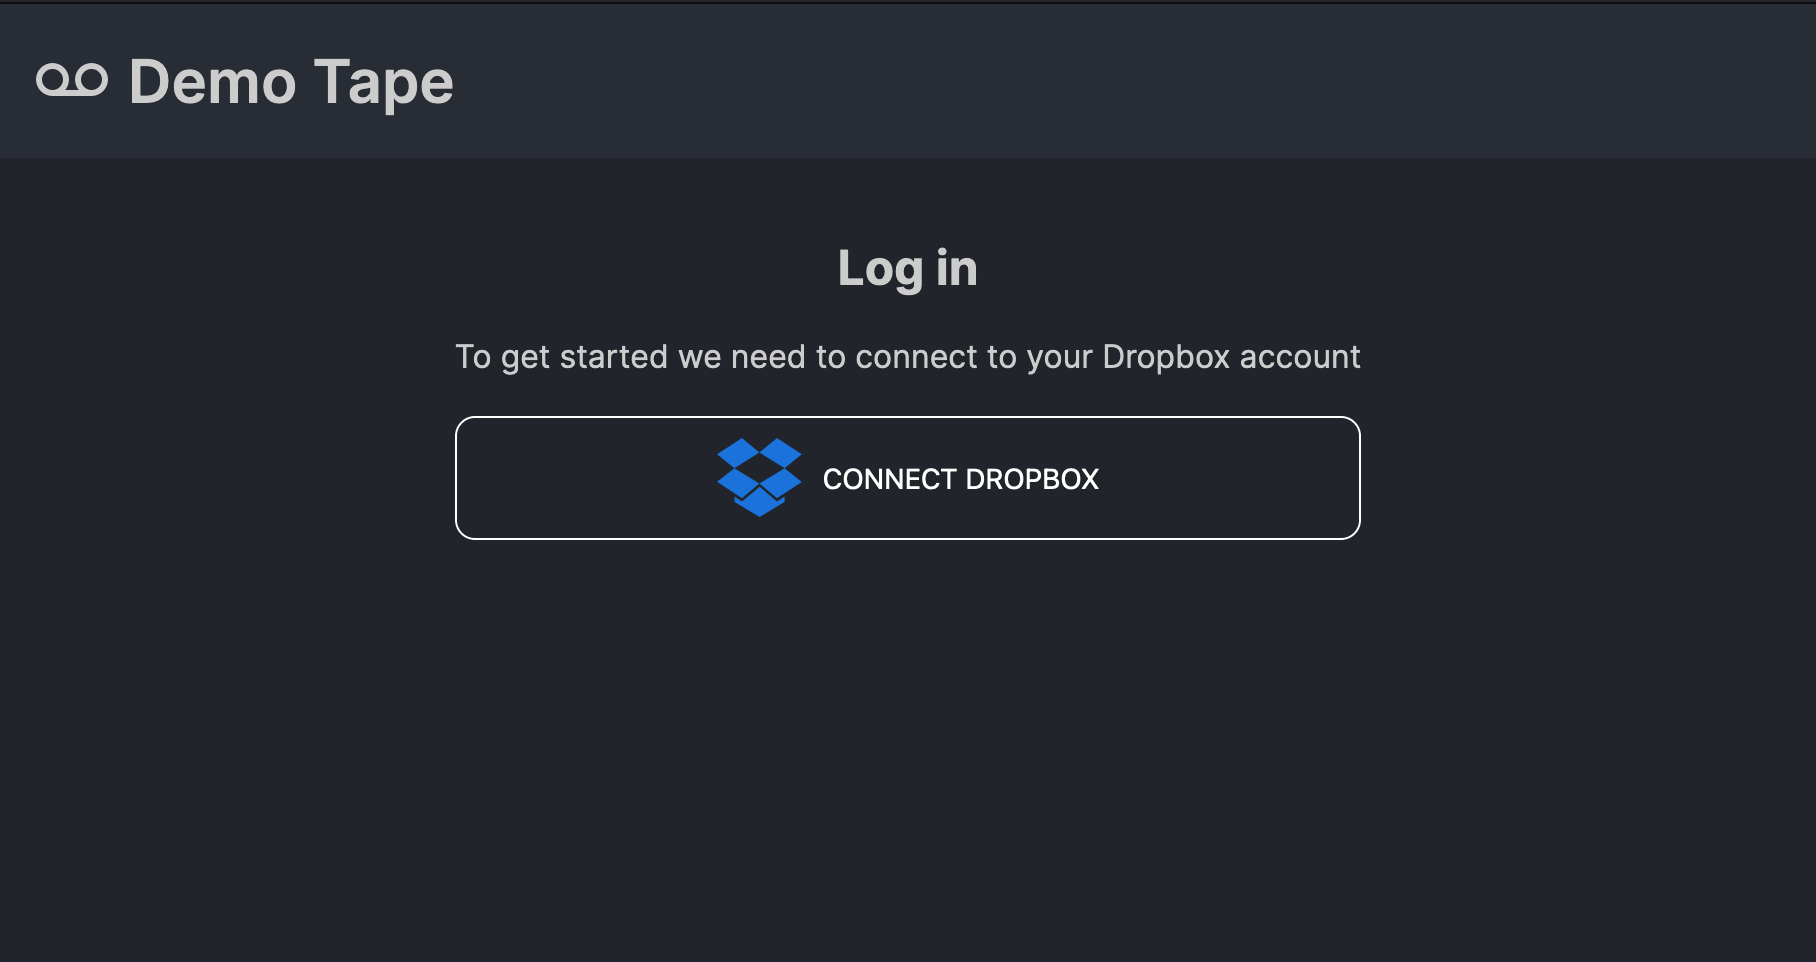 Demo Tape
Log in
To get started we need to connect to your Dropbox account
CONNECT DROPBOX